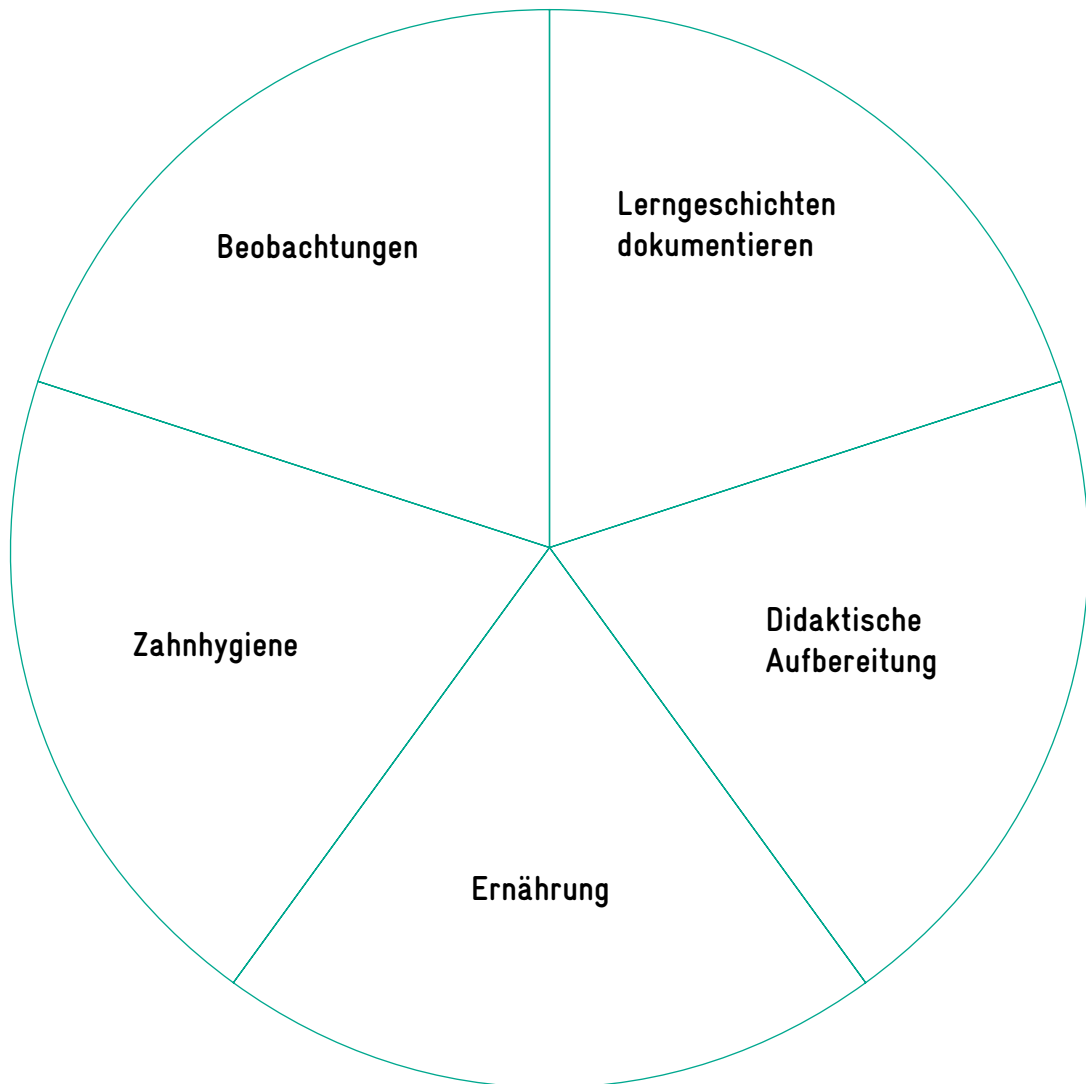 Lerngeschichten
dokumentieren
Beobachtungen
Didaktische
Aufbereitung
Zahnhygiene
Ernährung